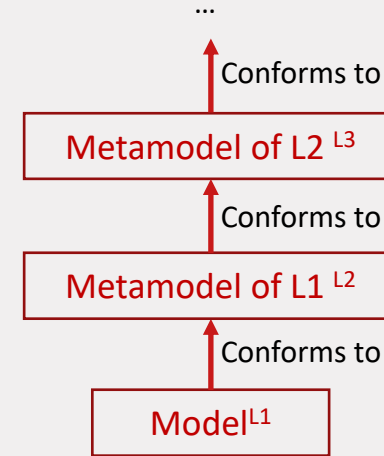 ...
Conforms to
Metamodel of L2 L3
Conforms to
Metamodel of L1 L2
Conforms to
ModelL1